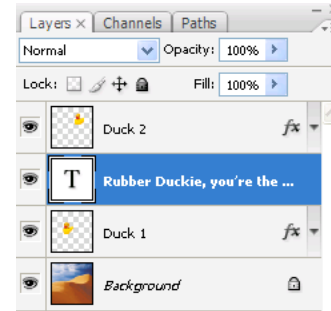 Layers × Channels Paths
Normal Opacity: 100%
Lock: Fill: 100%
Duck 2 fx
T Rubber Duckie, you're the ...
Duck 1 fx
Background